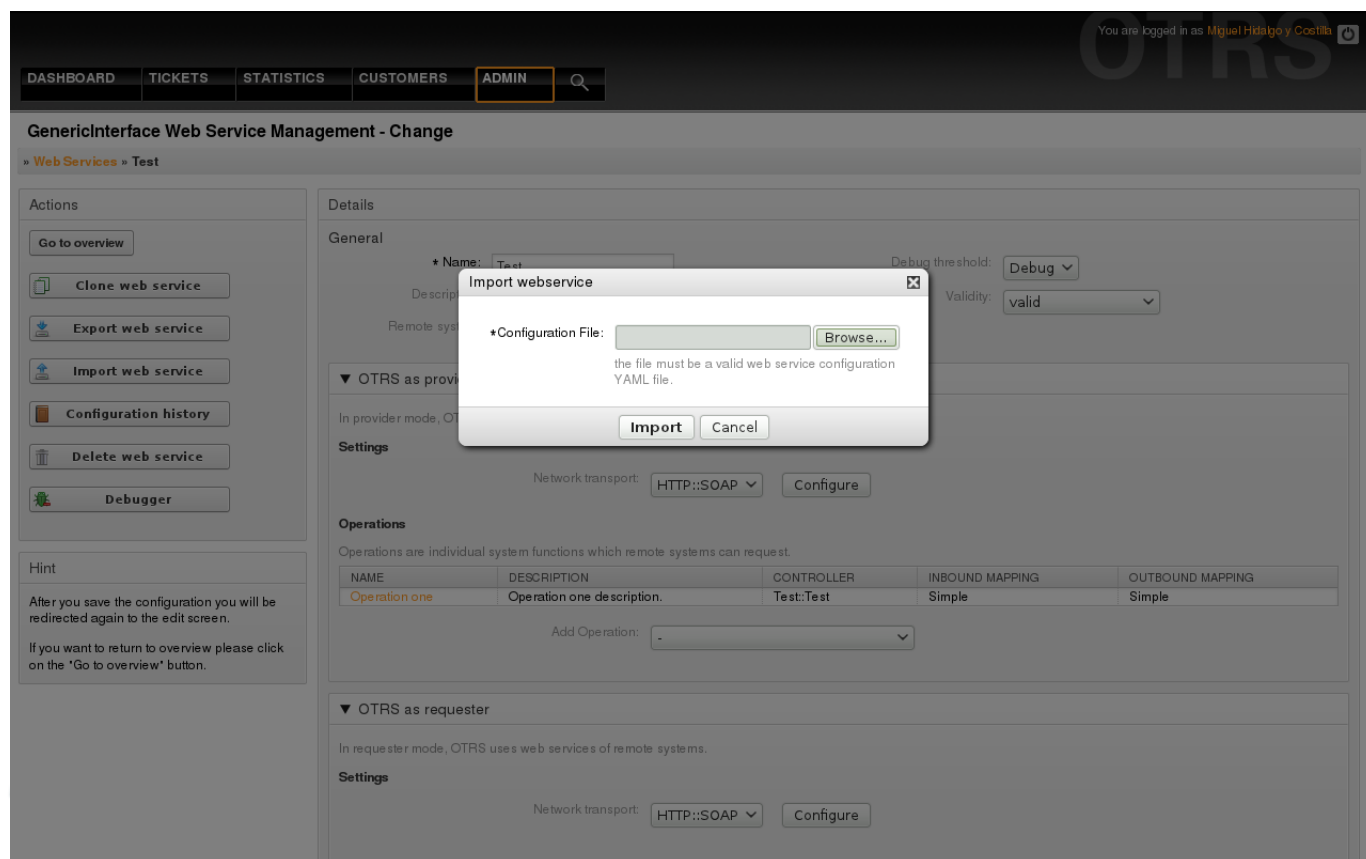 OTRS
You are logged in as Miguel Hidalgo y Costilla
DASHBOARD TICKETS STATISTICS CUSTOMERS ADMIN
GenericInterface Web Service Management - Change
» Web Services » Test
Actions
Go to overview
Clone web service
Export web service
Import web service
Configuration history
Delete web service
Debugger
Hint
After you save the configuration you will be
redirected again to the edit screen.
If you want to return to overview please click
on the "Go to overview" button.
Details
General
* Name: Test
Debug threshold: Debug
Descrip
Validity: valid
Remote sys
Import webservice
*Configuration File: Browse...
the file must be a valid web service configuration
YAML file.
Import Cancel
▼ OTRS as provi
In provider mode, OT
Settings
Network transport: HTTP::SOAP Configure
Operations
Operations are individual system functions which remote systems can request.
NAME DESCRIPTION CONTROLLER INBOUND MAPPING OUTBOUND MAPPING
Operation one Operation one description. Test::Test Simple Simple
Add Operation: -
▼ OTRS as requester
In requester mode, OTRS uses web services of remote systems.
Settings
Network transport: HTTP::SOAP Configure